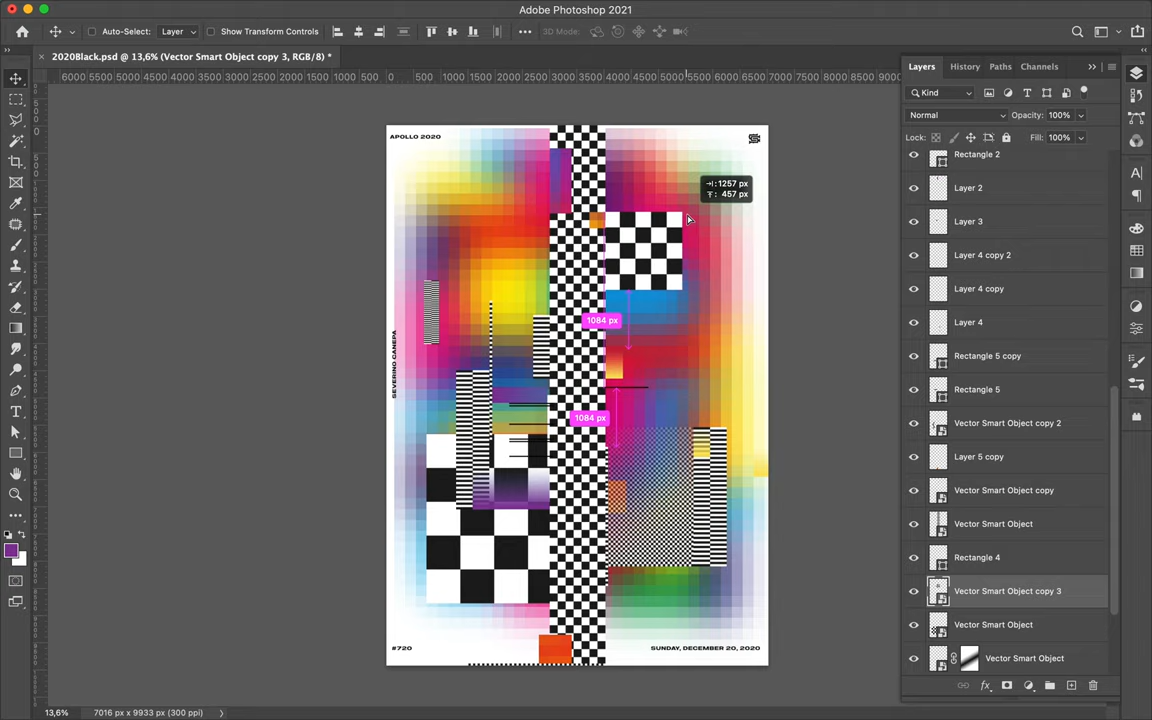 Adobe Photoshop 2021
Auto-Select: Layer Show Transform Controls 3D Mode:
2020Black.psd @ 13,6% (Vector Smart Object copy 3, RGB/8) *
6000 5500 5000 4500 4000 3500 3000 2500 2000 1500 1000 500 0 500 1000 1500 2000 2500 3000 3500 4000 4500 5000 5500 6000 6500 7000 7500 8000 8500 9000
Layers History Paths Channels
Kind
Normal Opacity: 100%
Lock: Fill: 100%
Rectangle 2
Layer 2
Layer 3
Layer 4 copy 2
Layer 4 copy
Layer 4
Rectangle 5 copy
Rectangle 5
Vector Smart Object copy 2
Layer 5 copy
Vector Smart Object copy
Vector Smart Object
Rectangle 4
Vector Smart Object copy 3
Vector Smart Object
Vector Smart Object
APOLLO 2020
1257 px
457 px
1084 px
SEVERINO CANEPA
1084 px
#720
SUNDAY, DECEMBER 20, 2020
13,6% 7016 px x 9933 px (300 ppi)